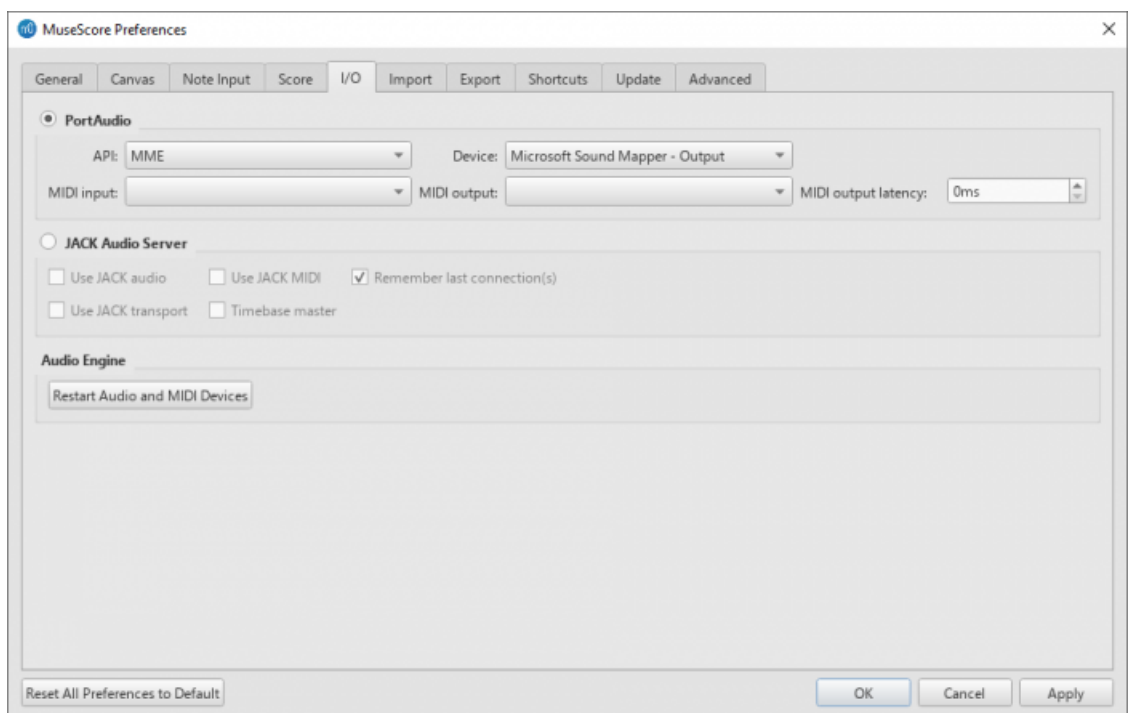 MuseScore Preferences
General Canvas Note Input Score I/O Import Export Shortcuts Update Advanced
PortAudio
API: MME Device: Microsoft Sound Mapper - Output
MIDI input: MIDI output: MIDI output latency: 0ms
JACK Audio Server
Use JACK audio Use JACK MIDI Remember last connection(s)
Use JACK transport Timebase master
Audio Engine
Restart Audio and MIDI Devices
Reset All Preferences to Default OK Cancel Apply